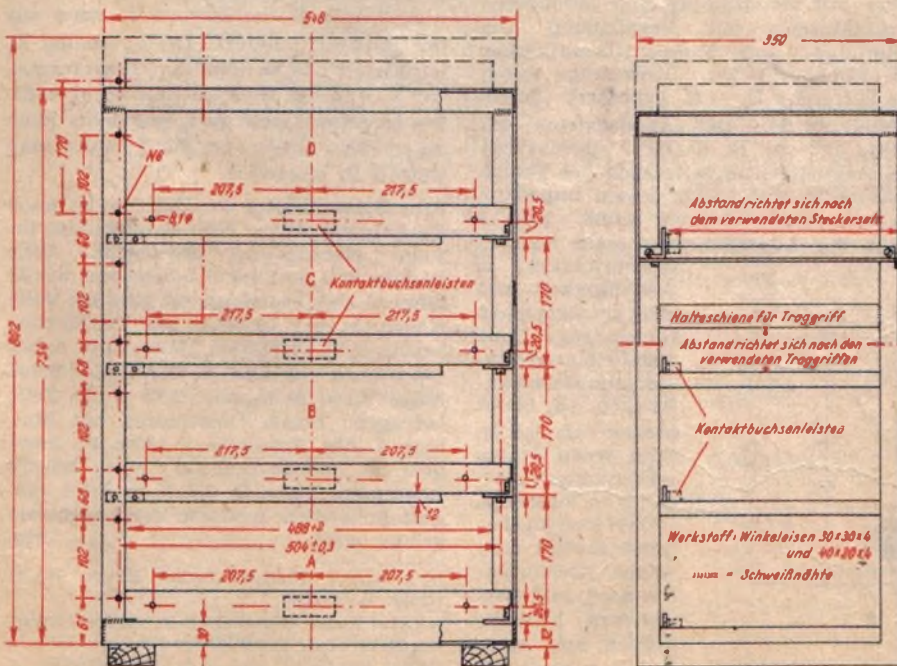 548
350
802
734
170
102
M6
D
207,5
217,5
8,1⌀
20,5
68
C
Kontaktbuchsenleisten
102
170
217,5
217,5
20,5
68
B
102
170
217,5
207,5
20,5
68
12
488+2
504±0,3
A
102
170
207,5
207,5
20,5
61
30
32
Abstand richtet sich nach
dem verwendeten Steckersatz
Halteschiene für Traggriff
Abstand richtet sich nach den
verwendeten Traggriffen
Kontaktbuchsenleisten
Werkstoff: Winkeleisen 30×30×4
und 40×20×4
= Schweißnähte